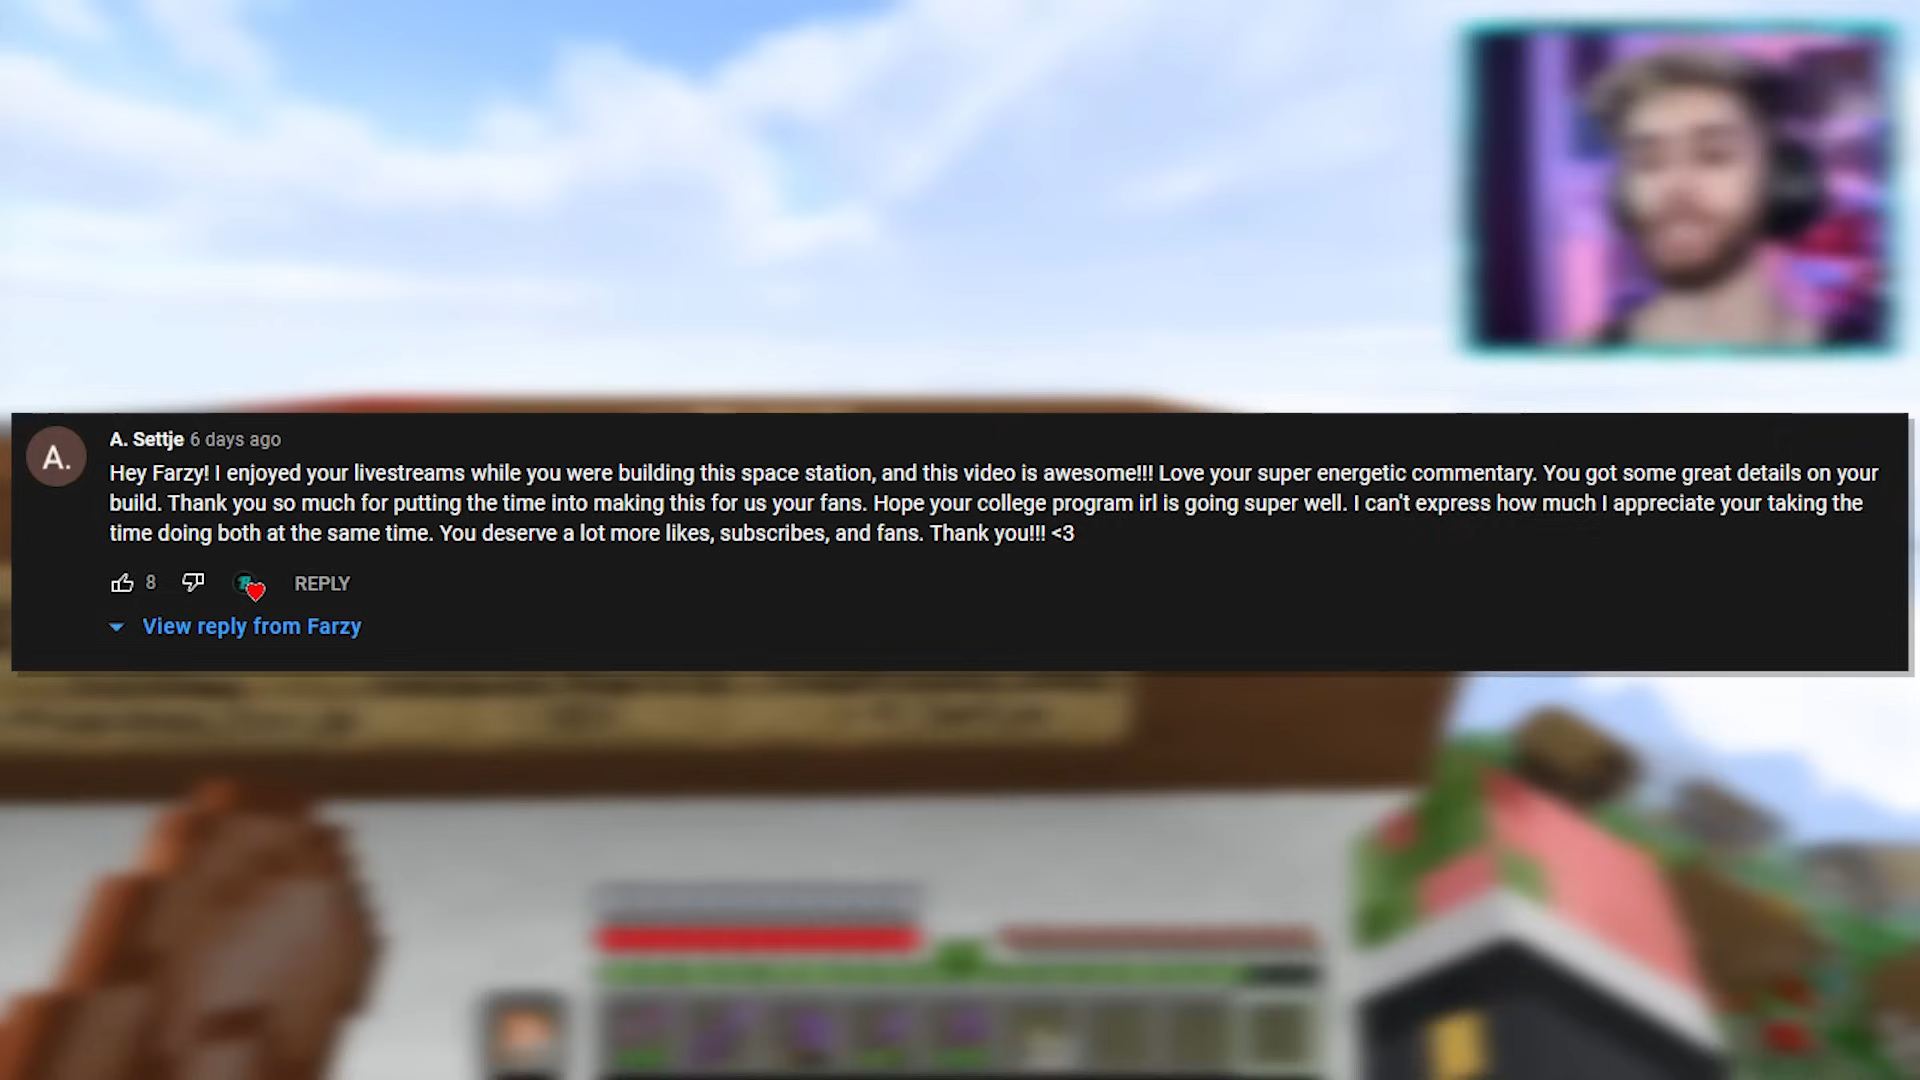 A. Settje 6 days ago
A.
Hey Farzy! I enjoyed your livestreams while you were building this space station, and this video is awesome!!! Love your super energetic commentary. You got some great details on your
build. Thank you so much for putting the time into making this for us your fans. Hope your college program irl is going super well. I can't express how much I appreciate your taking the
time doing both at the same time. You deserve a lot more likes, subscribes, and fans. Thank you!!! <3
8 REPLY
View reply from Farzy